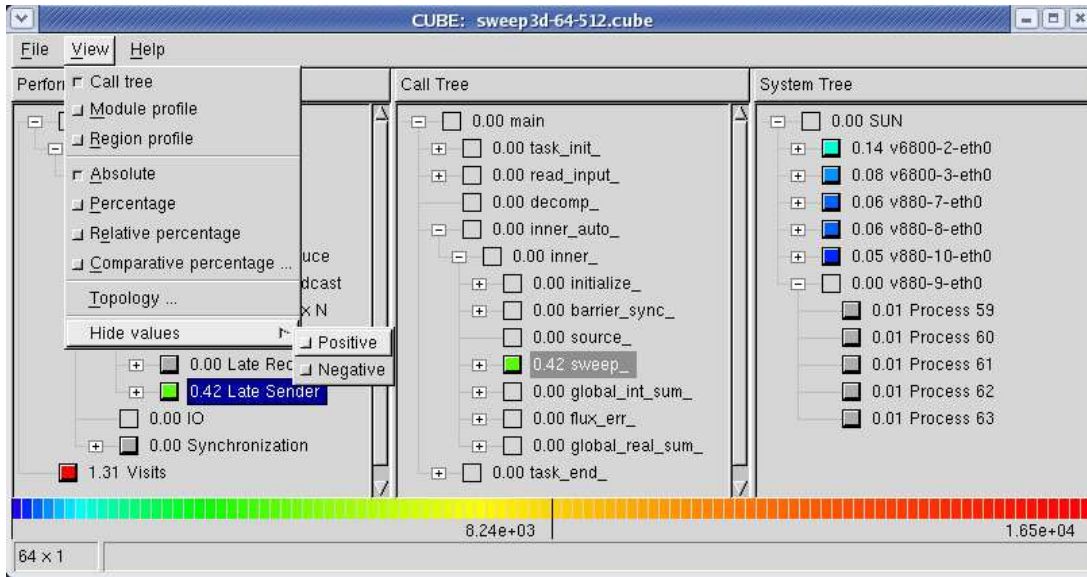 CUBE: sweep3d-64-512.cube
File View Help
Perfor
Call Tree
System Tree
Call tree
Module profile
Region profile
Absolute
Percentage
Relative percentage
Comparative percentage ...
Topology ...
Hide values
Positive
Negative
uce
dcast
x N
0.00 Late Rec
0.42 Late Sender
0.00 IO
0.00 Synchronization
1.31 Visits
0.00 main
0.00 task_init_
0.00 read_input_
0.00 decomp_
0.00 inner_auto_
0.00 inner_
0.00 initialize_
0.00 barrier_sync_
0.00 source_
0.42 sweep_
0.00 global_int_sum_
0.00 flux_err_
0.00 global_real_sum_
0.00 task_end_
0.00 SUN
0.14 v6800-2-eth0
0.08 v6800-3-eth0
0.06 v880-7-eth0
0.06 v880-8-eth0
0.05 v880-10-eth0
0.00 v880-9-eth0
0.01 Process 59
0.01 Process 60
0.01 Process 61
0.01 Process 62
0.01 Process 63
8.24e+03
1.65e+04
64 × 1